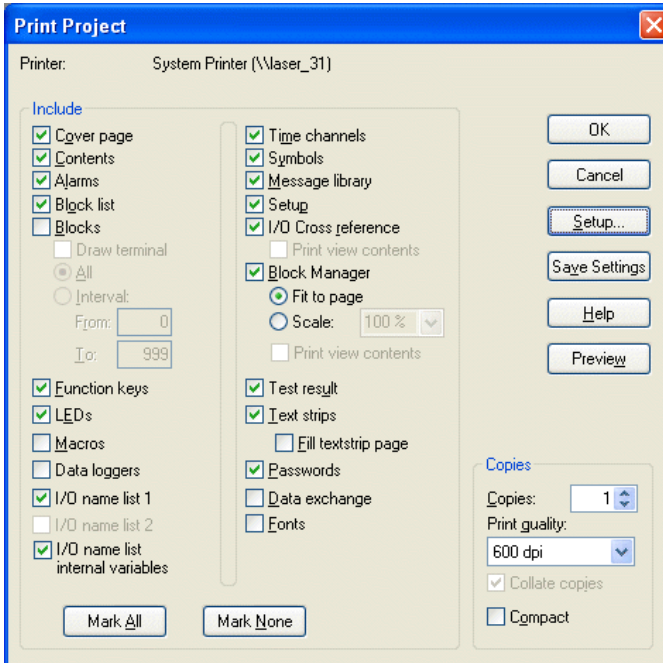 Print Project
Printer: System Printer (\\laser_31)
Include
Cover page
Contents
Alarms
Block list
Blocks
Draw terminal
All
Interval:
From: 0
To: 999
Function keys
LEDs
Macros
Data loggers
I/O name list 1
I/O name list 2
I/O name list
internal variables
Time channels
Symbols
Message library
Setup
I/O Cross reference
Print view contents
Block Manager
Fit to page
Scale: 100 %
Print view contents
Test result
Text strips
Fill textstrip page
Passwords
Data exchange
Fonts
Mark All
Mark None
OK
Cancel
Setup...
Save Settings
Help
Preview
Copies
Copies: 1
Print quality:
600 dpi
Collate copies
Compact